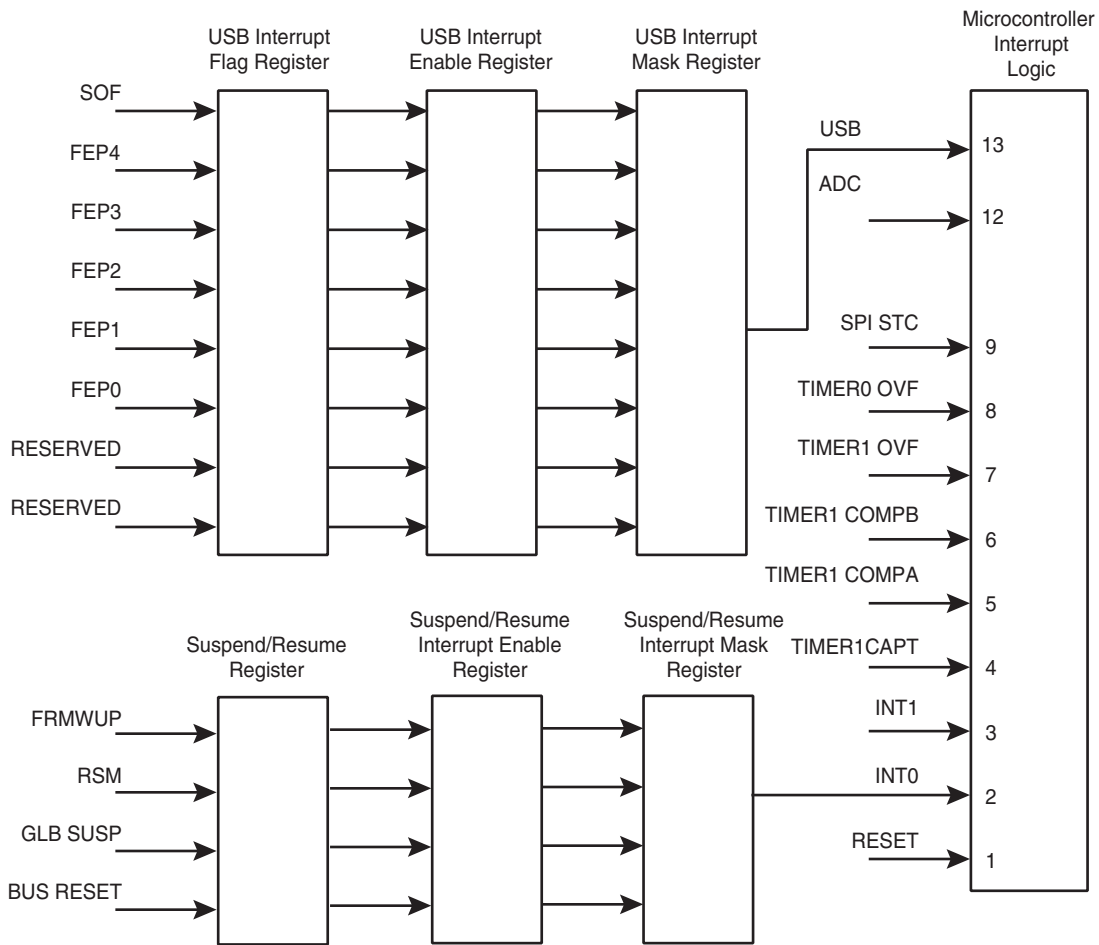 USB Interrupt
Flag Register
USB Interrupt
Enable Register
USB Interrupt
Mask Register
Microcontroller
Interrupt
Logic
SOF
FEP4
FEP3
FEP2
FEP1
FEP0
RESERVED
RESERVED
USB
13
ADC
12
SPI STC
9
TIMER0 OVF
8
TIMER1 OVF
7
TIMER1 COMPB
6
TIMER1 COMPA
5
TIMER1CAPT
4
INT1
3
INT0
2
RESET
1
Suspend/Resume
Register
Suspend/Resume
Interrupt Enable
Register
Suspend/Resume
Interrupt Mask
Register
FRMWUP
RSM
GLB SUSP
BUS RESET